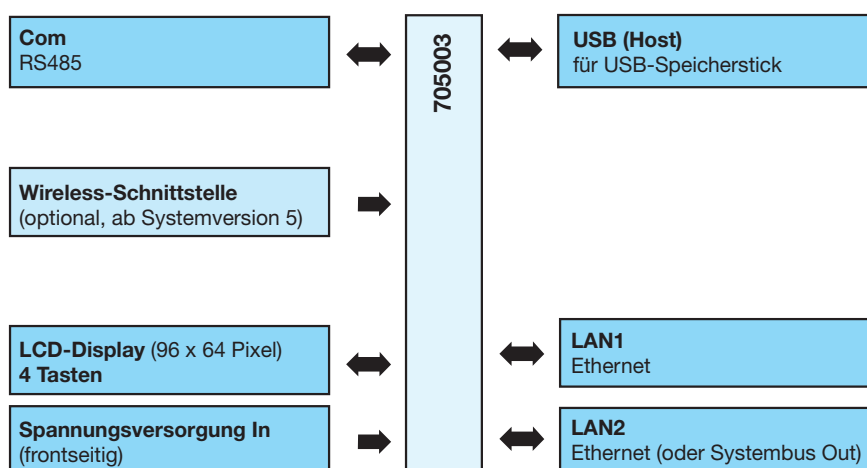 Com
RS485
Wireless-Schnittstelle
(optional, ab Systemversion 5)
LCD-Display (96 x 64 Pixel)
4 Tasten
Spannungsversorgung In
(frontseitig)
705003
USB (Host)
für USB-Speicherstick
LAN1
Ethernet
LAN2
Ethernet (oder Systembus Out)